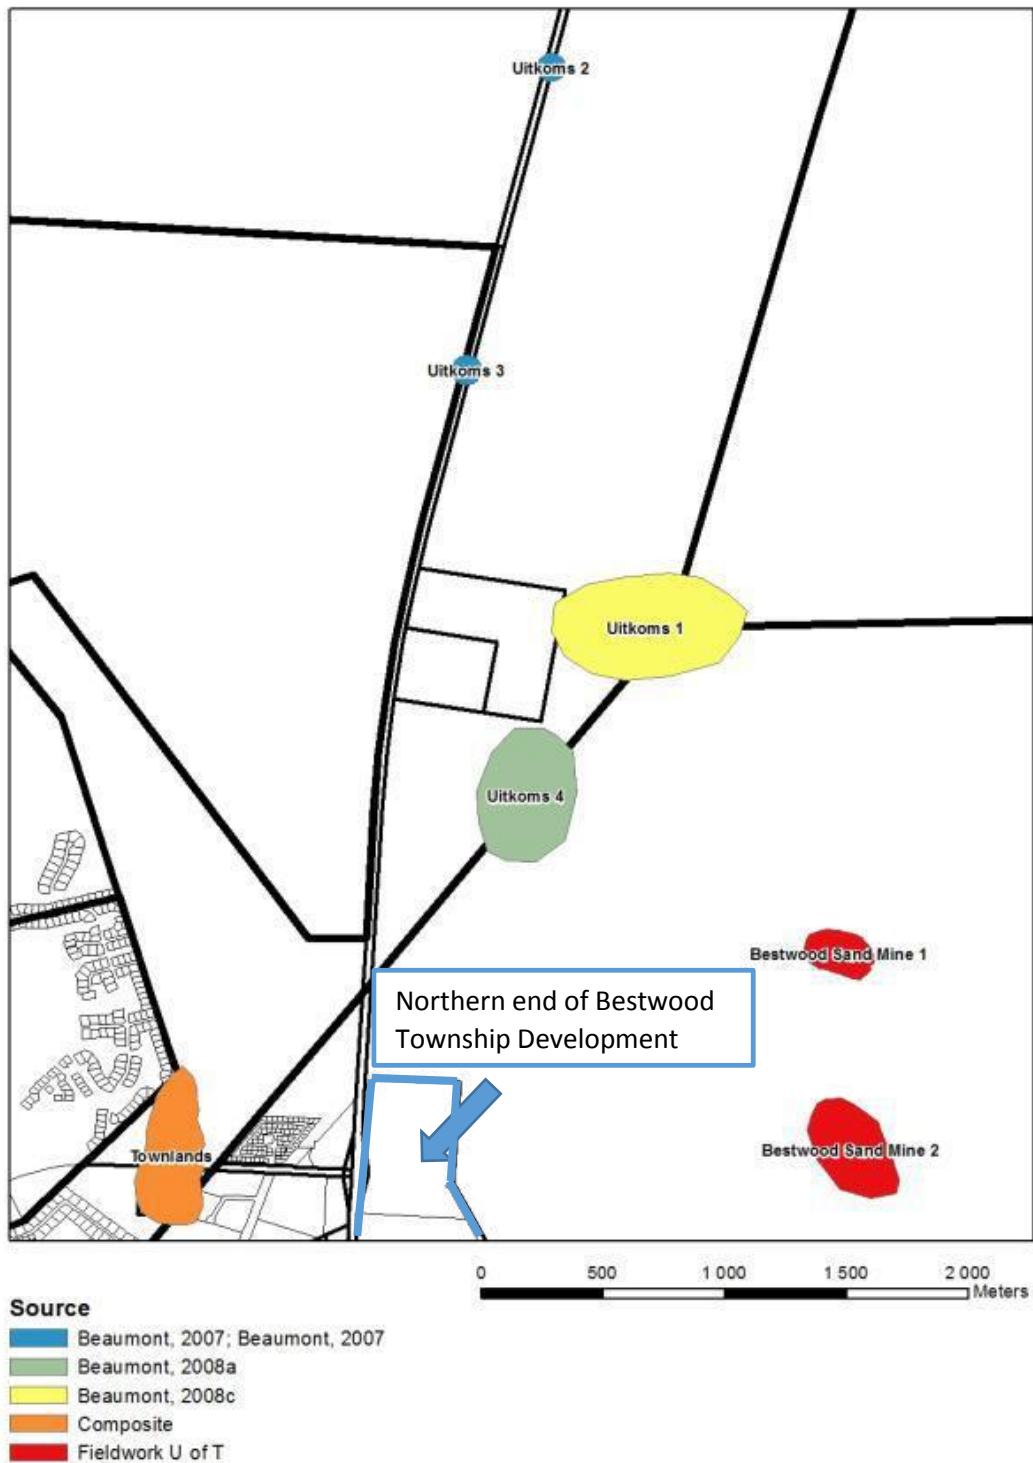 Uitkoms 2
Uitkoms 3
Uitkoms 1
Uitkoms 4
Bestwood Sand Mine 1
Northern end of Bestwood
Township Development
Townlands
Bestwood Sand Mine 2
0 500 1 000 1 500 2 000
Meters
Source
Beaumont, 2007; Beaumont, 2007
Beaumont, 2008a
Beaumont, 2008c
Composite
Fieldwork U of T